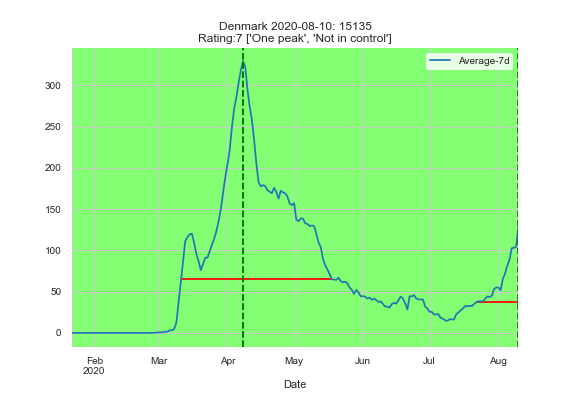 Denmark 2020-08-10: 15135
Rating:7 ['One peak', 'Not in control']
Average-7d
300
250
200
150
100
50
0
Feb
2020
Mar
Apr
May
Jun
Jul
Aug
Date